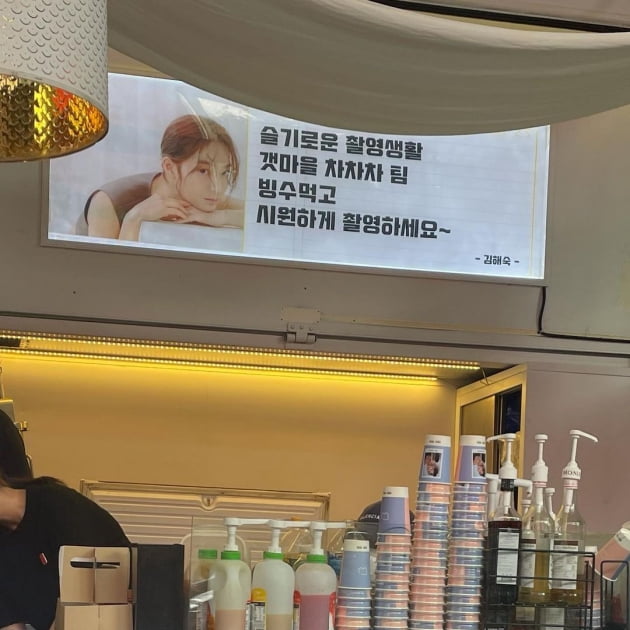 슬기로운 촬영생활
갯마을 차차차 팀
빙수먹고
시원하게 촬영하세요~
- 김해숙 -